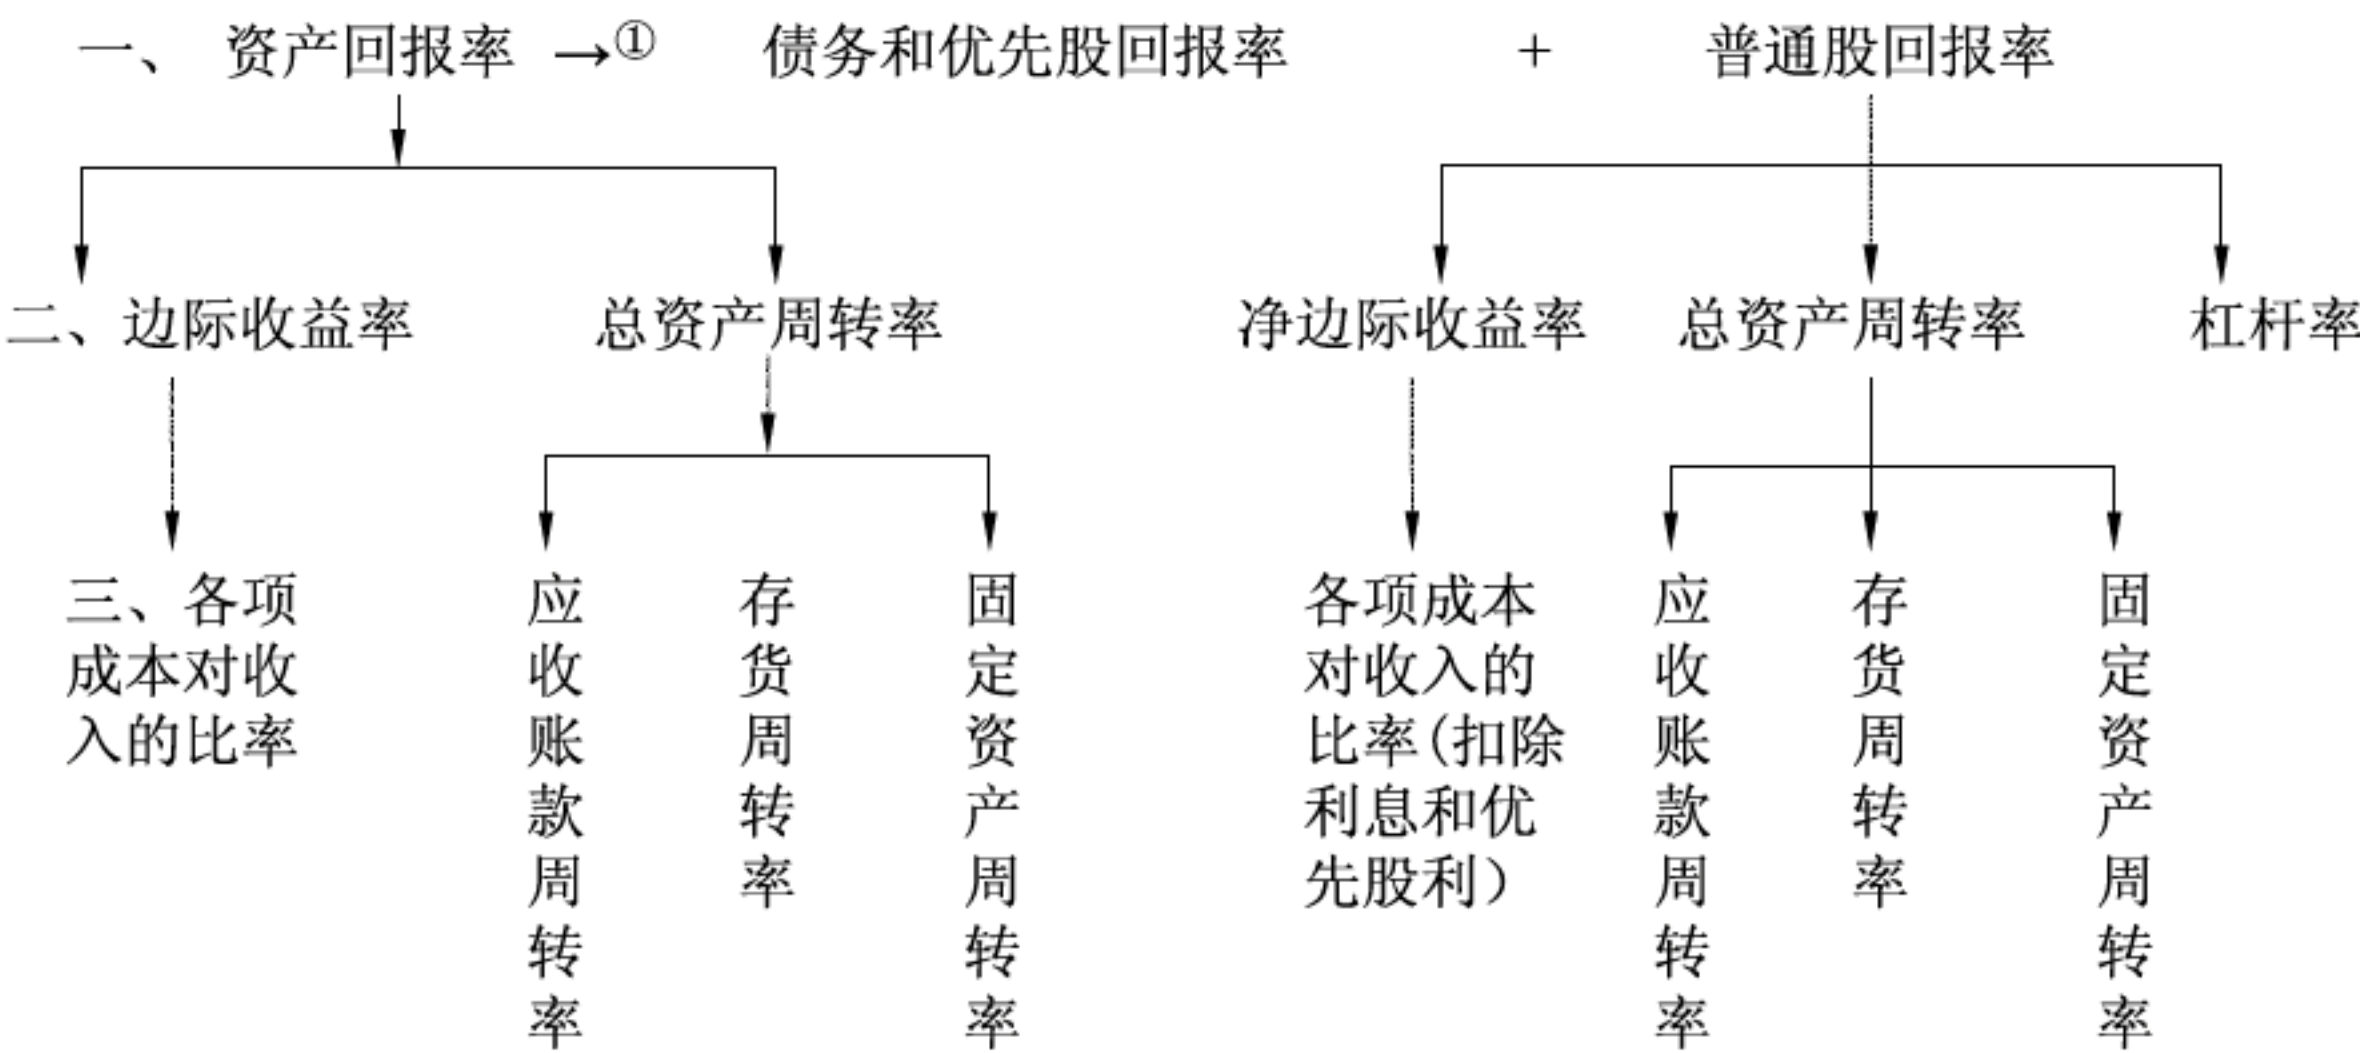 一、 资产回报率 →① 债务和优先股回报率 + 普通股回报率
二、边际收益率 总资产周转率 净边际收益率 总资产周转率 杠杆率
三、各项
成本对收
入的比率
应收账款周转率
存货周转率
固定资产周转率
各项成本
对收入的
比率(扣除
利息和优
先股利）
应收账款周转率
存货周转率
固定资产周转率